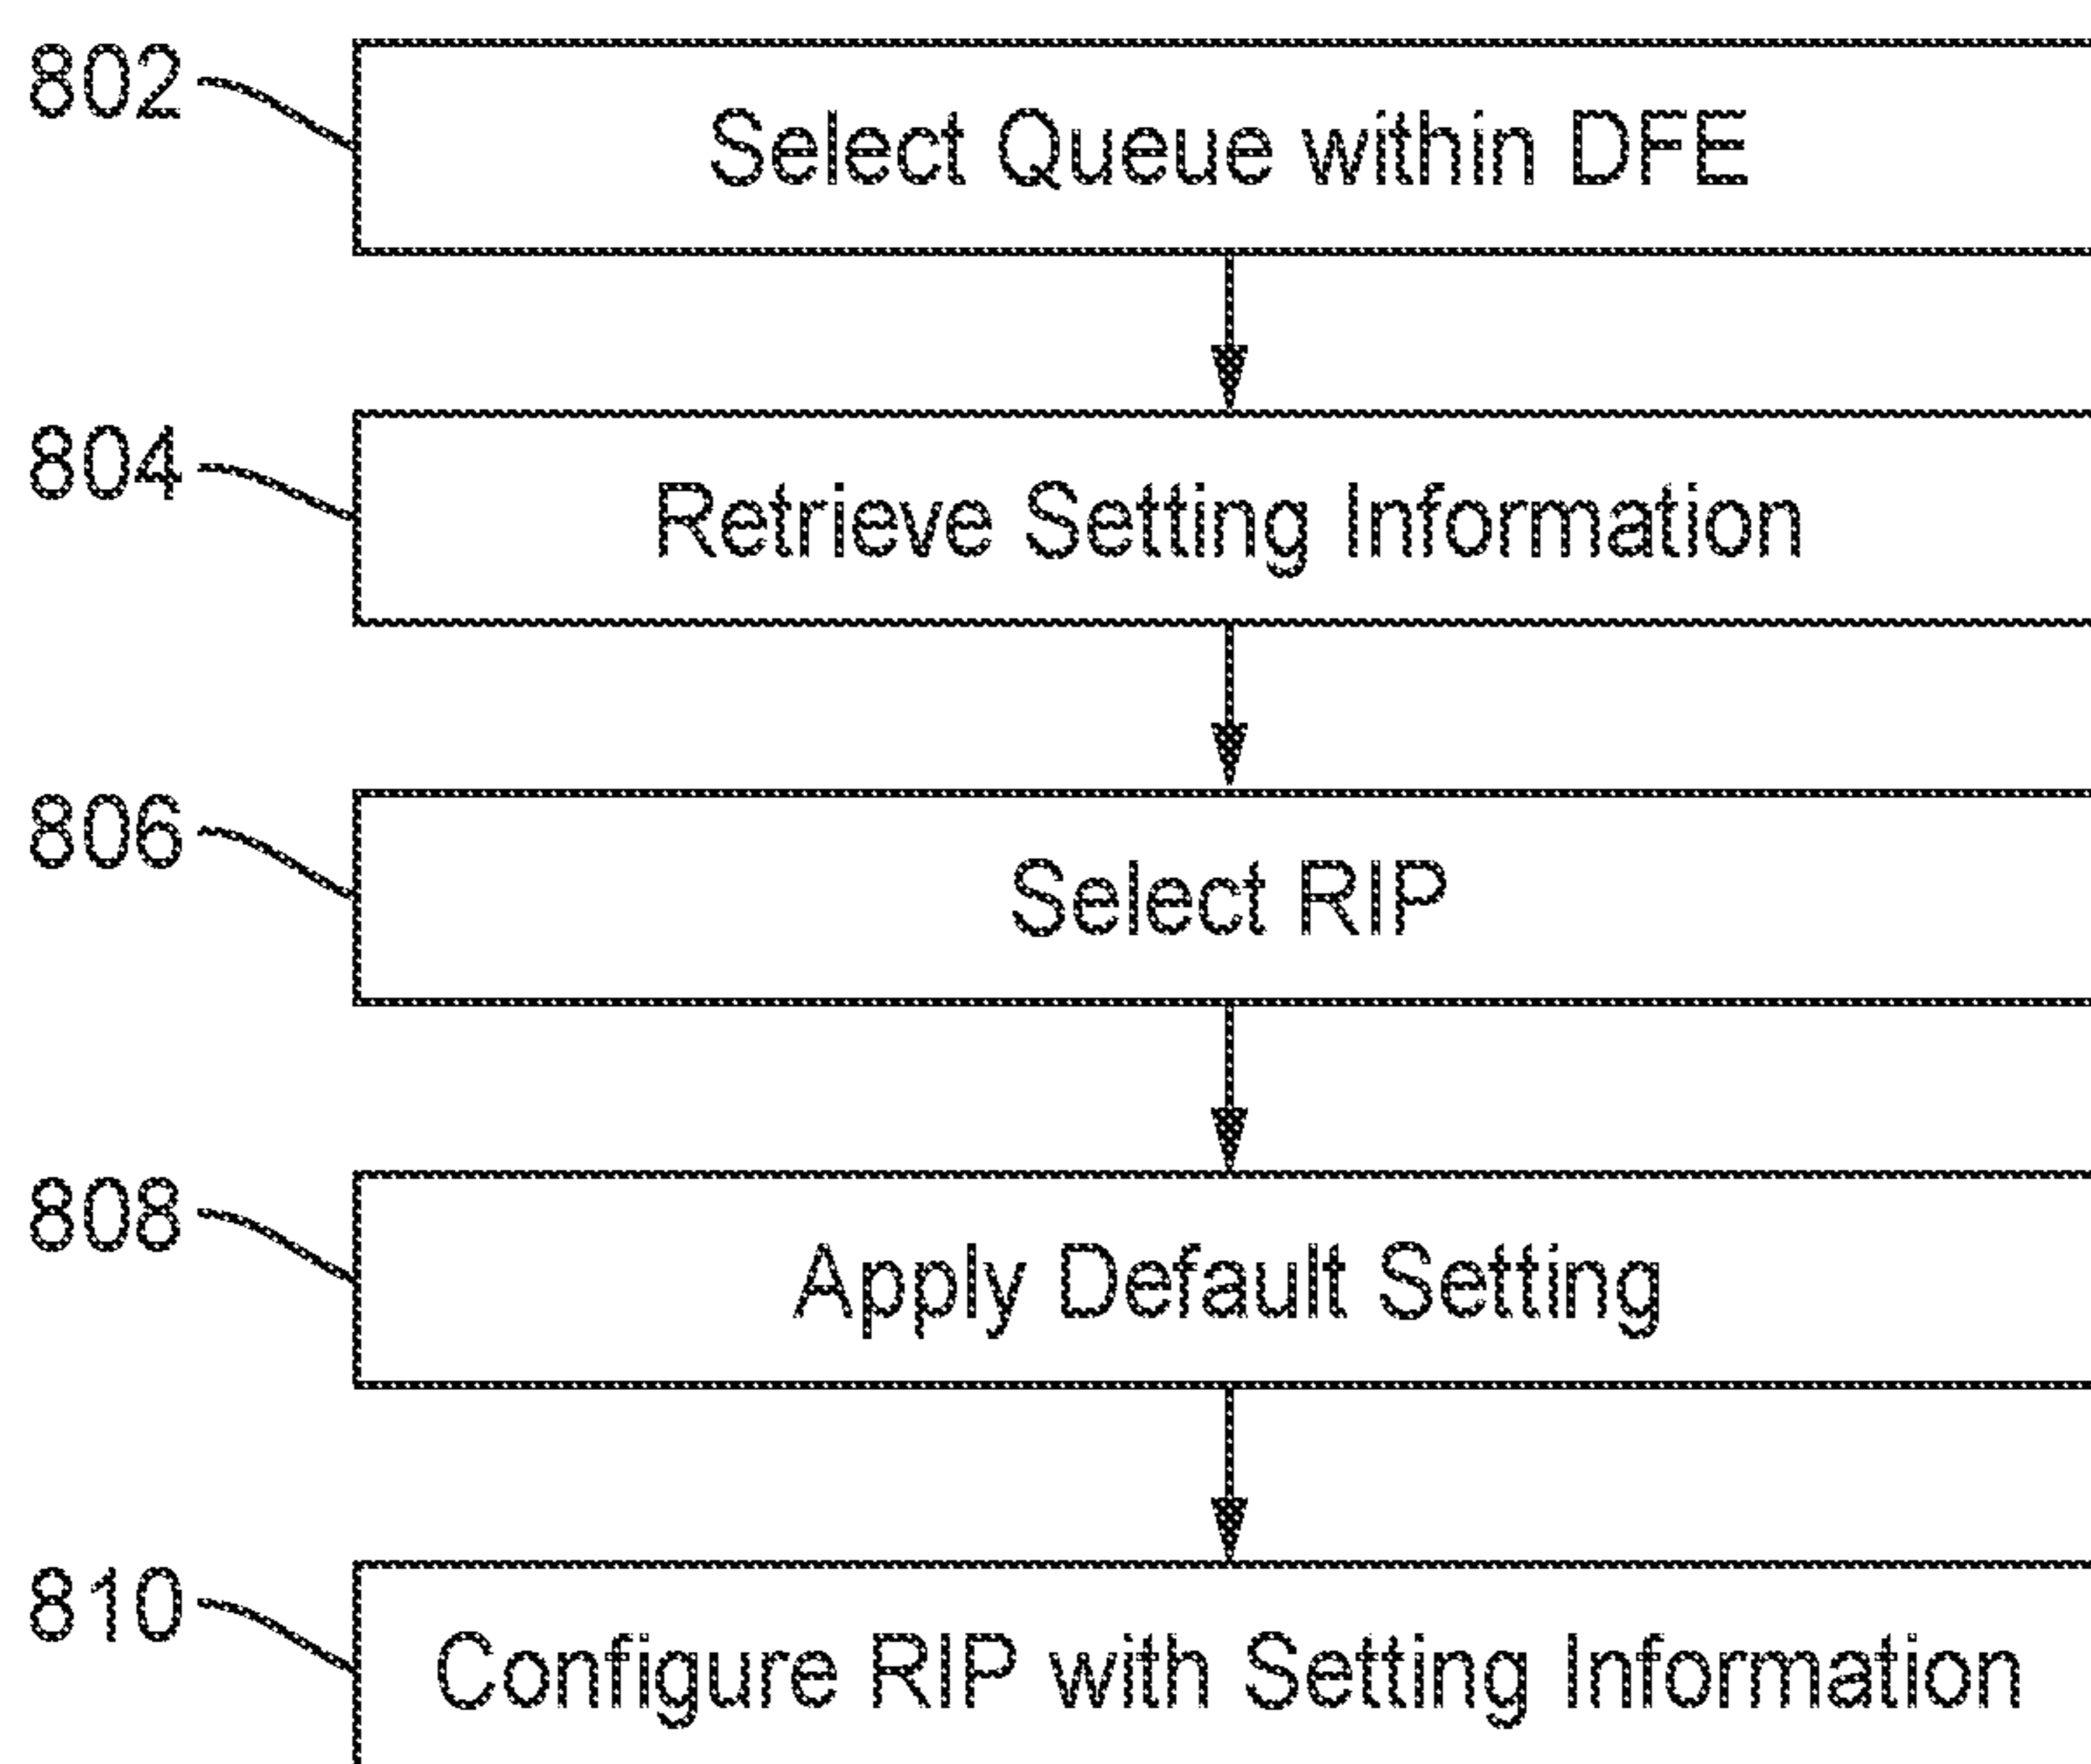 802
Select Queue within DFE
804
Retrieve Setting Information
806
Select RIP
808
Apply Default Setting
810
Configure RIP with Setting Information